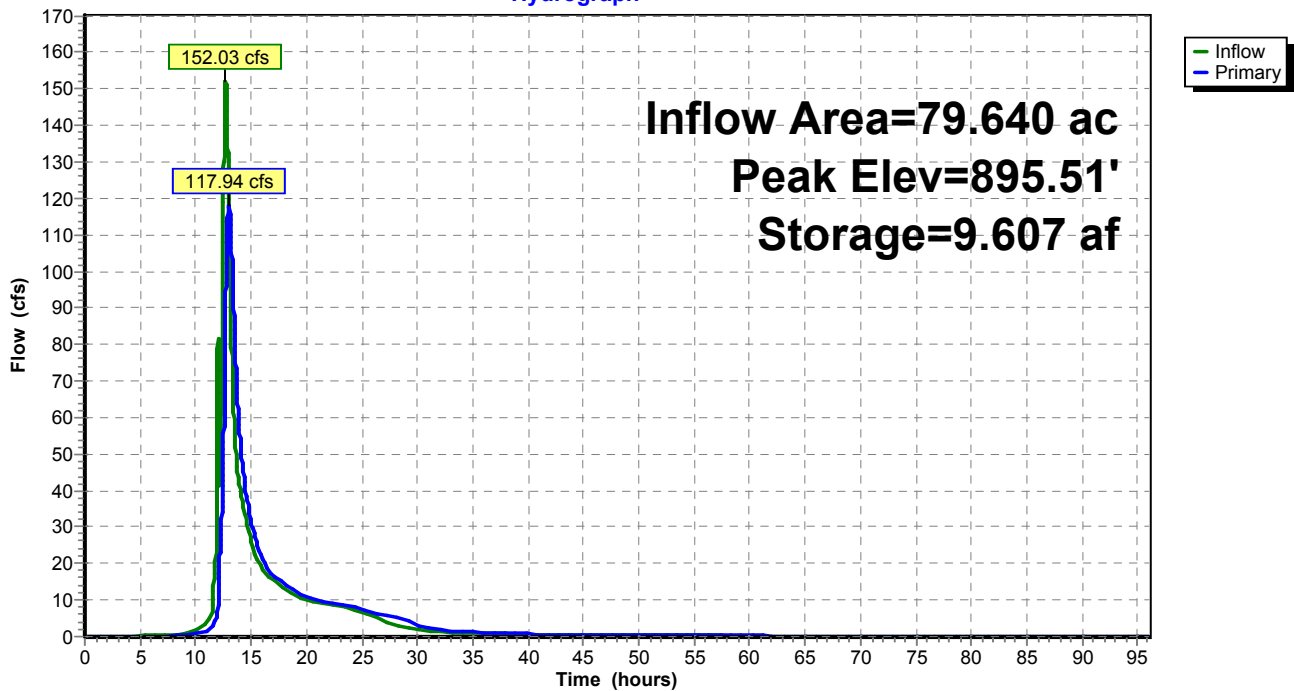 Hydrograph
170
160
150
140
130
120
110
100
90
80
70
60
50
40
30
20
10
0
Flow (cfs)
152.03 cfs
117.94 cfs
Inflow Area=79.640 ac
Peak Elev=895.51'
Storage=9.607 af
Inflow
Primary
0 5 10 15 20 25 30 35 40 45 50 55 60 65 70 75 80 85 90 95
Time (hours)